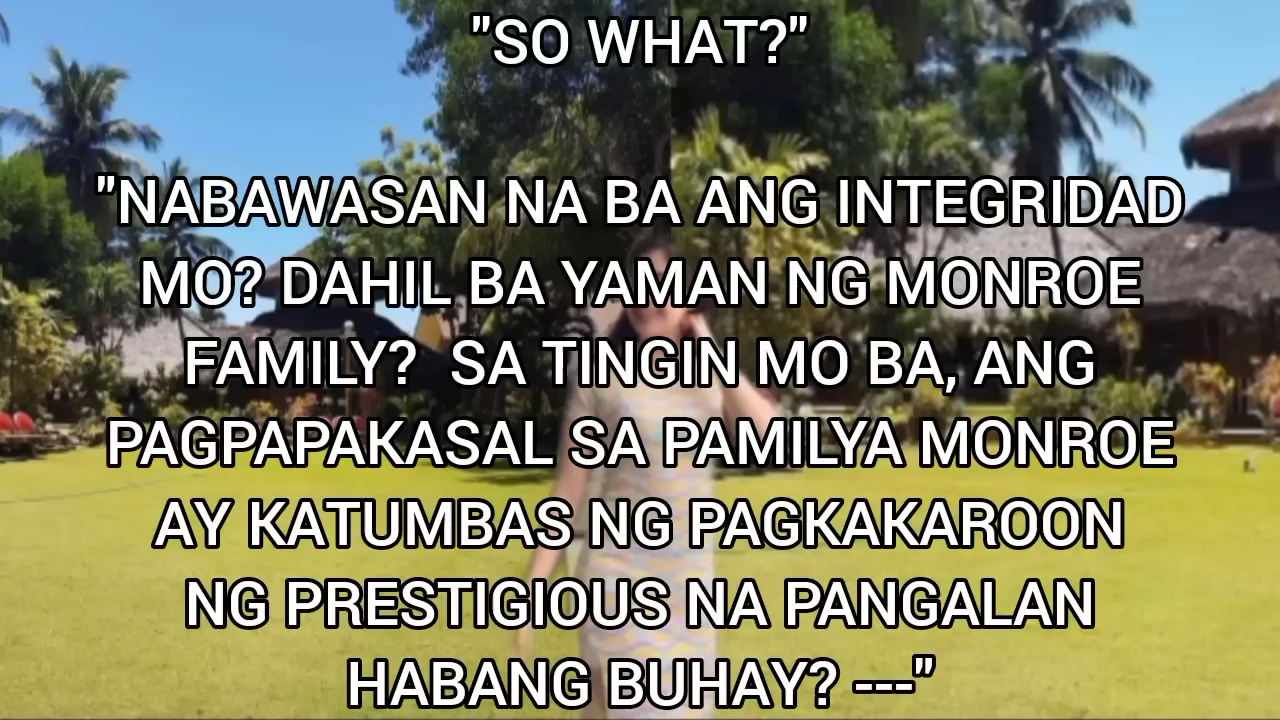 "SO WHAT?"
"NABAWASAN NA BA ANG INTEGRIDAD
MO? DAHIL BA YAMAN NG MONROE
FAMILY?  SA TINGIN MO BA, ANG
PAGPAPAKASAL SA PAMILYA MONROE
AY KATUMBAS NG PAGKAKAROON
NG PRESTIGIOUS NA PANGALAN
HABANG BUHAY? ---"